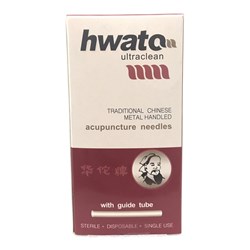 hwato
ultraclean
TRADITIONAL CHINESE
METAL HANDLED
acupuncture needles
华佗牌
with guide tube
STERILE • DISPOSABLE • SINGLE USE